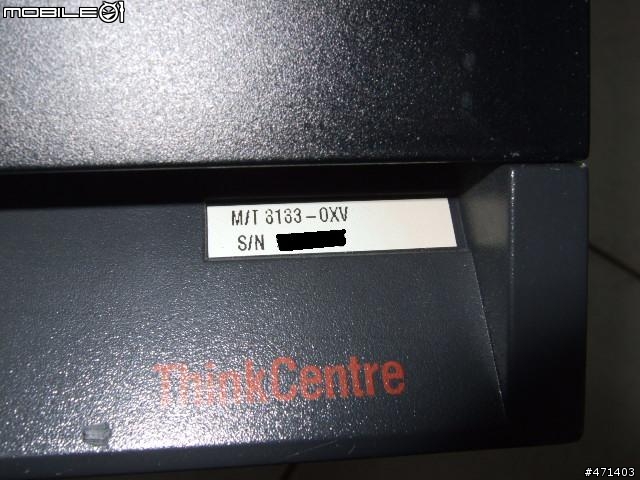 MOBILE01
M/T 8183-0XV
S/N
ThinkCentre
#471403